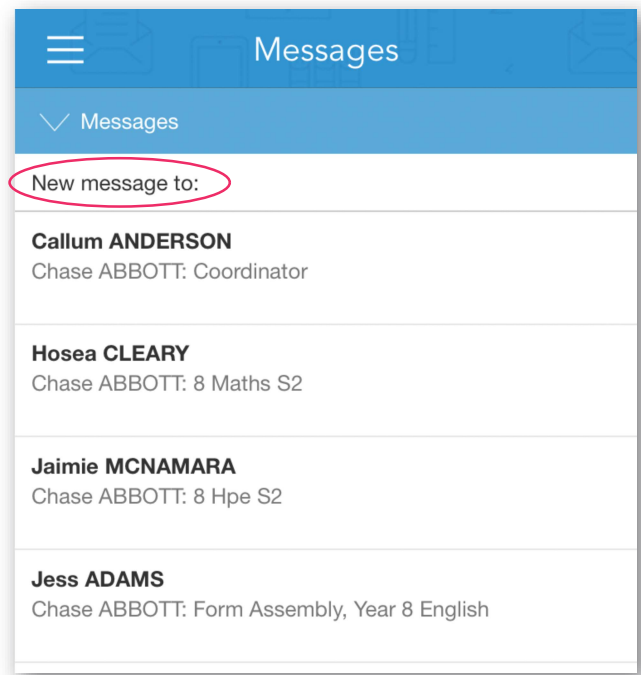 Messages
Messages
New message to:
Callum ANDERSON
Chase ABBOTT: Coordinator
Hosea CLEARY
Chase ABBOTT: 8 Maths S2
Jaimie MCNAMARA
Chase ABBOTT: 8 Hpe S2
Jess ADAMS
Chase ABBOTT: Form Assembly, Year 8 English